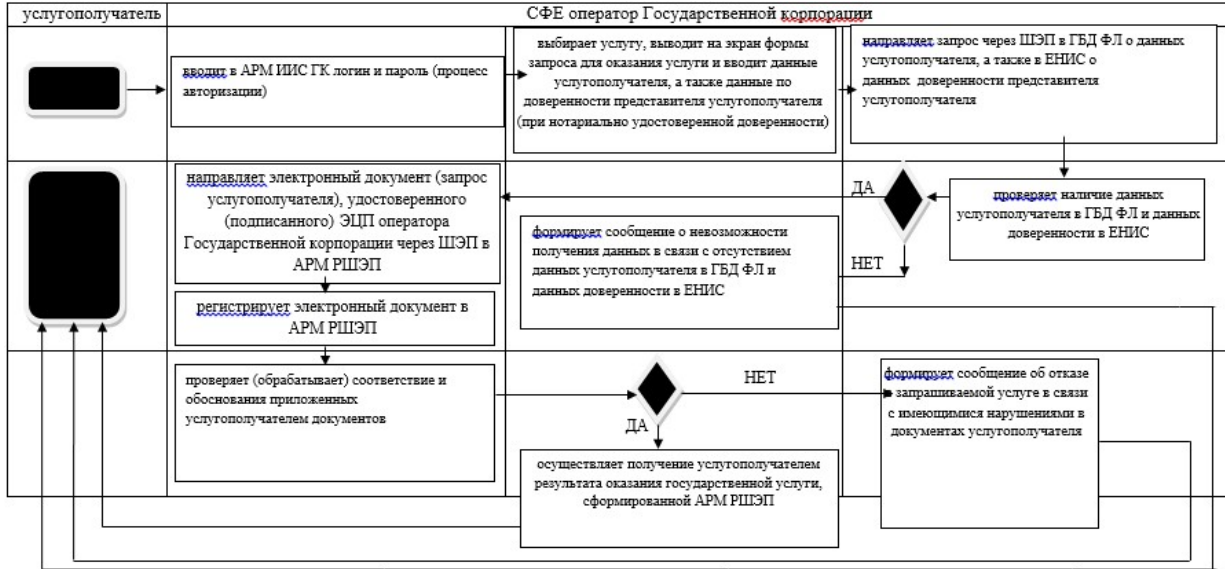 услугополучатель
СФЕ оператор Государственной корпорации
вводит в АРМ ИИС ГК логин и пароль (процесс
авторизации)
выбирает услугу, выводит на экран формы
запроса для оказания услуги и вводит данные
услугополучателя, а также данные по
доверенности представителя услугополучателя
(при нотариально удостоверенной доверенности)
направляет запрос через ШЭП в ГБД ФЛ о данных
услугополучателя, а также в ЕНИС о
данных доверенности представителя
услугополучателя
направляет электронный документ (запрос
услугополучателя), удостоверенного
(подписанного) ЭЦП оператора
Государственной корпорации через ШЭП в
АРМ РШЭП
ДА
проверяет наличие данных
услугополучателя в ГБД ФЛ и данных
доверенности в ЕНИС
формирует сообщение о невозможности
получения данных в связи с отсутствием
данных услугополучателя в ГБД ФЛ и
данных доверенности в ЕНИС
НЕТ
регистрирует электронный документ в
АРМ РШЭП
проверяет (обрабатывает) соответствие и
обоснования приложенных
услугополучателем документов
НЕТ
ДА
формирует сообщение об отказе
в запрашиваемой услуге в связи
с имеющимися нарушениями в
документах услугополучателя
осуществляет получение услугополучателем
результата оказания государственной услуги,
сформированной АРМ РШЭП